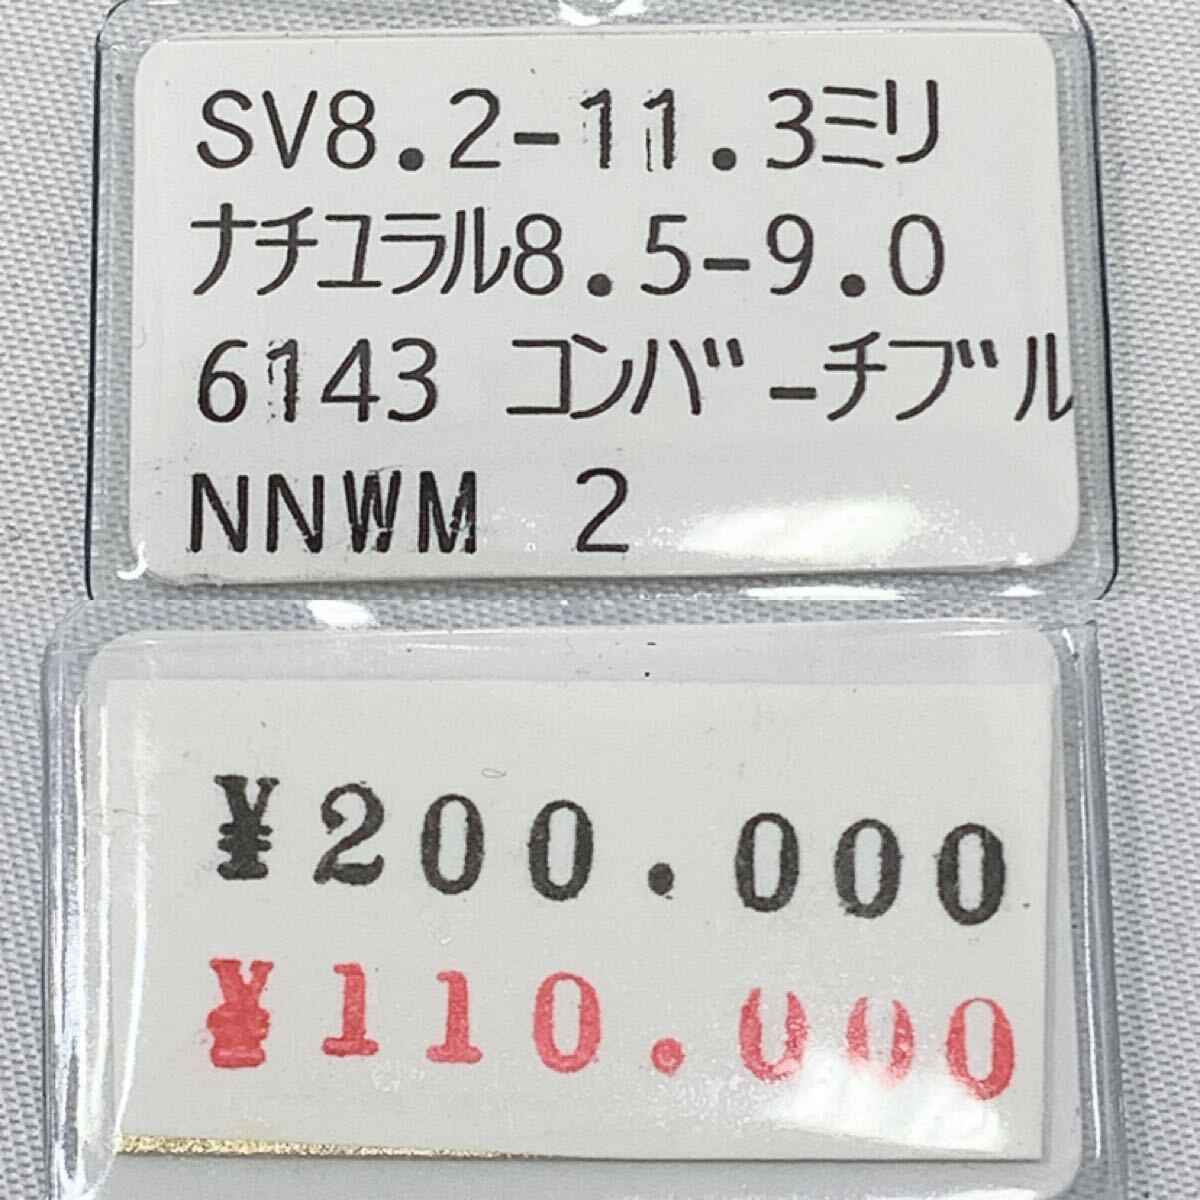 SV8.2-11.3ミリ
ナチュラル8.5-9.0
6143 コンバーチブル
NNWM 2
¥200.000
¥110.000